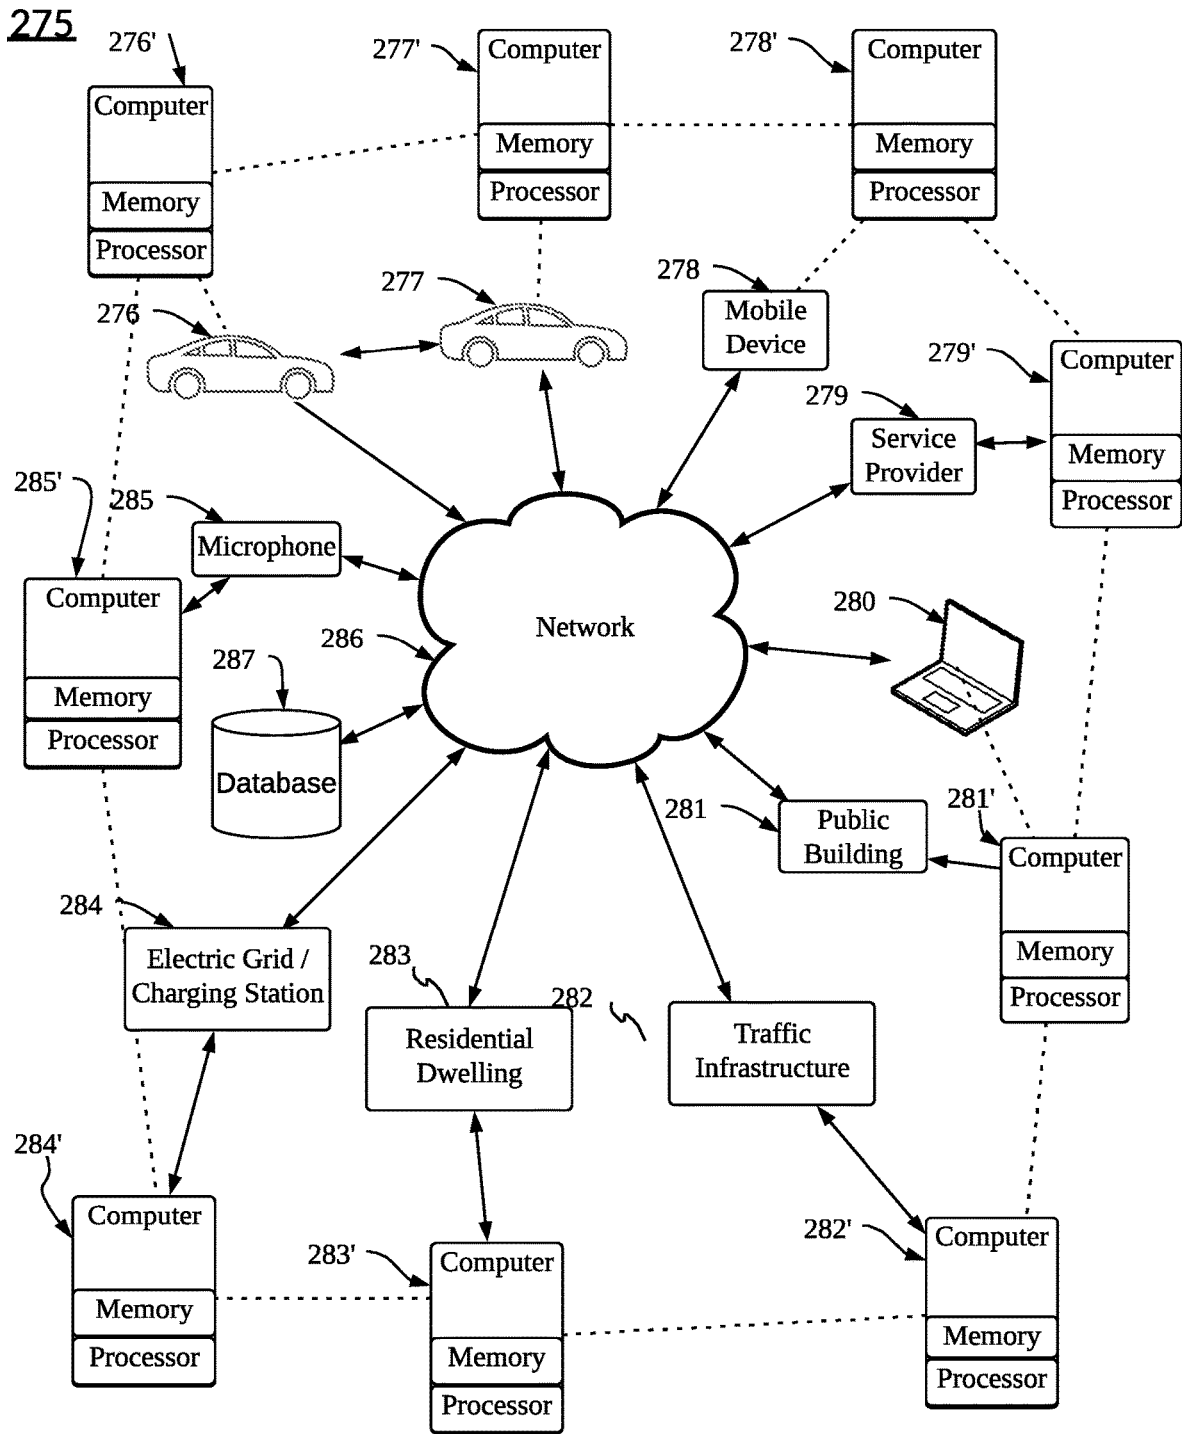 275
276'
277'
278'
Computer
Memory
Processor
Computer
Memory
Processor
Computer
Memory
Processor
276
277
278
Mobile
Device
279'
Computer
Memory
Processor
279
Service
Provider
285'
285
Microphone
Computer
Memory
Processor
286
Network
280
287
Database
281
Public
Building
281'
Computer
Memory
Processor
284
Electric Grid /
Charging Station
283
Residential
Dwelling
282
Traffic
Infrastructure
284'
Computer
Memory
Processor
283'
Computer
Memory
Processor
282'
Computer
Memory
Processor